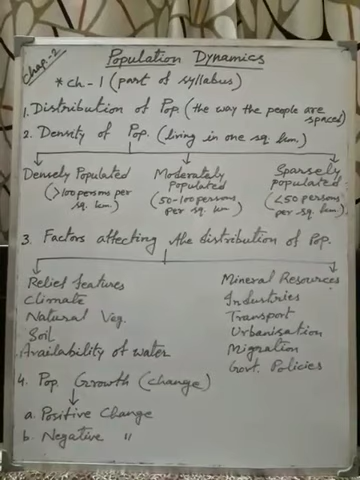 Chap-2
Population Dynamics
* Ch-1 (part of syllabus)
1. Distribution of Pop. (the way the people are spaced)
2. Density of Pop. (living in one sq. km.)
Densely Populated (>100 persons per sq. km.)
Moderately Populated (50-100 persons per sq. km.)
Sparsely populated (<50 persons per sq. km.)
3. Factors affecting the distribution of Pop.
Relief features
Climate
Natural Veg.
Soil
Availability of water
Mineral Resources
Industries
Transport
Urbanisation
Migration
Govt. Policies
4. Pop. Growth (change)
a. Positive Change
b. Negative "